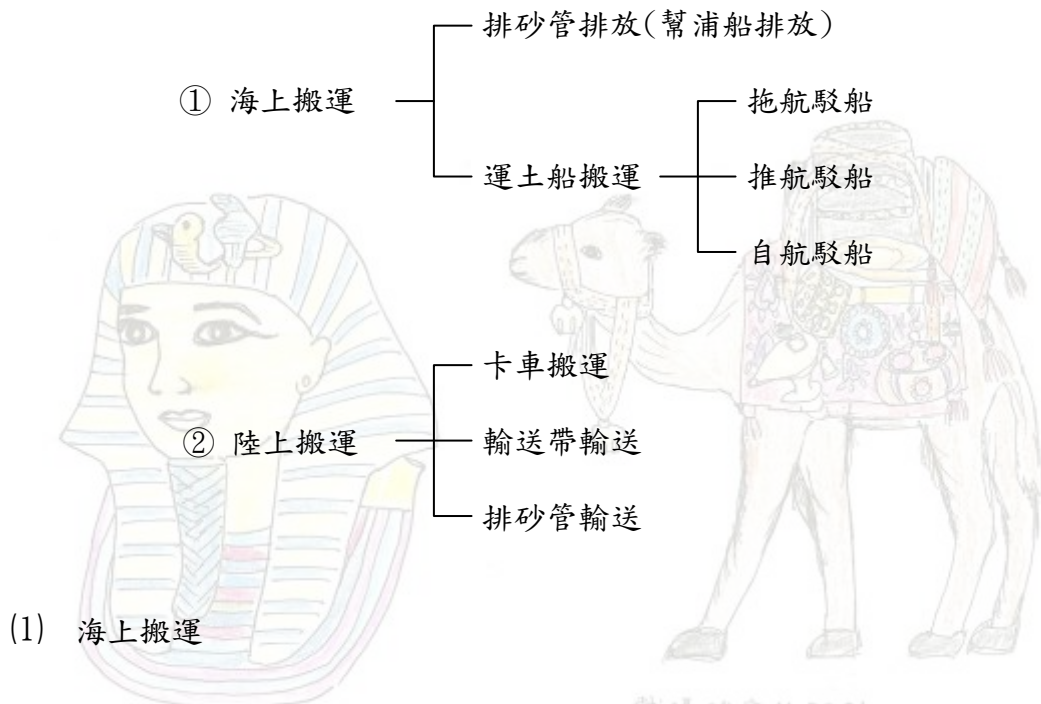 排砂管排放(幫浦船排放)
① 海上搬運
拖航駁船
運土船搬運
推航駁船
自航駁船
卡車搬運
② 陸上搬運
輸送帶輸送
排砂管輸送
(1) 海上搬運